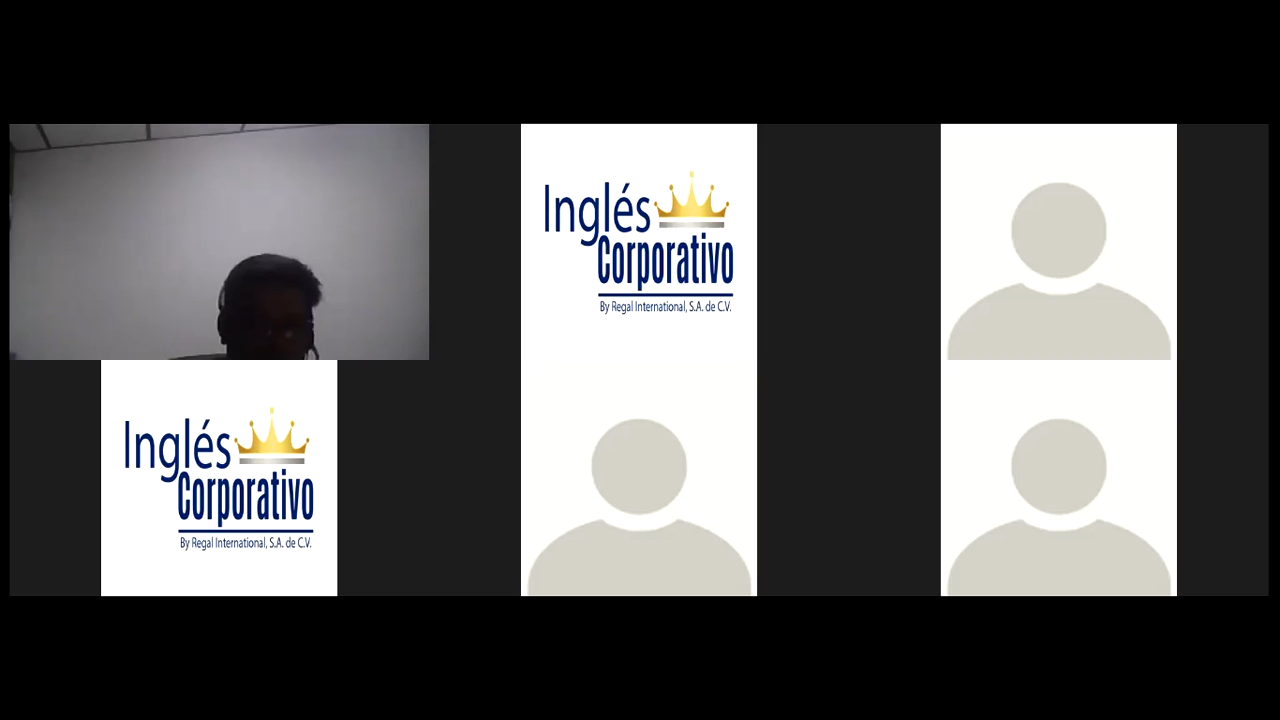 Inglés
Corporativo
By Regal International, S.A. de C.V.
Inglés
Corporativo
By Regal International, S.A. de C.V.